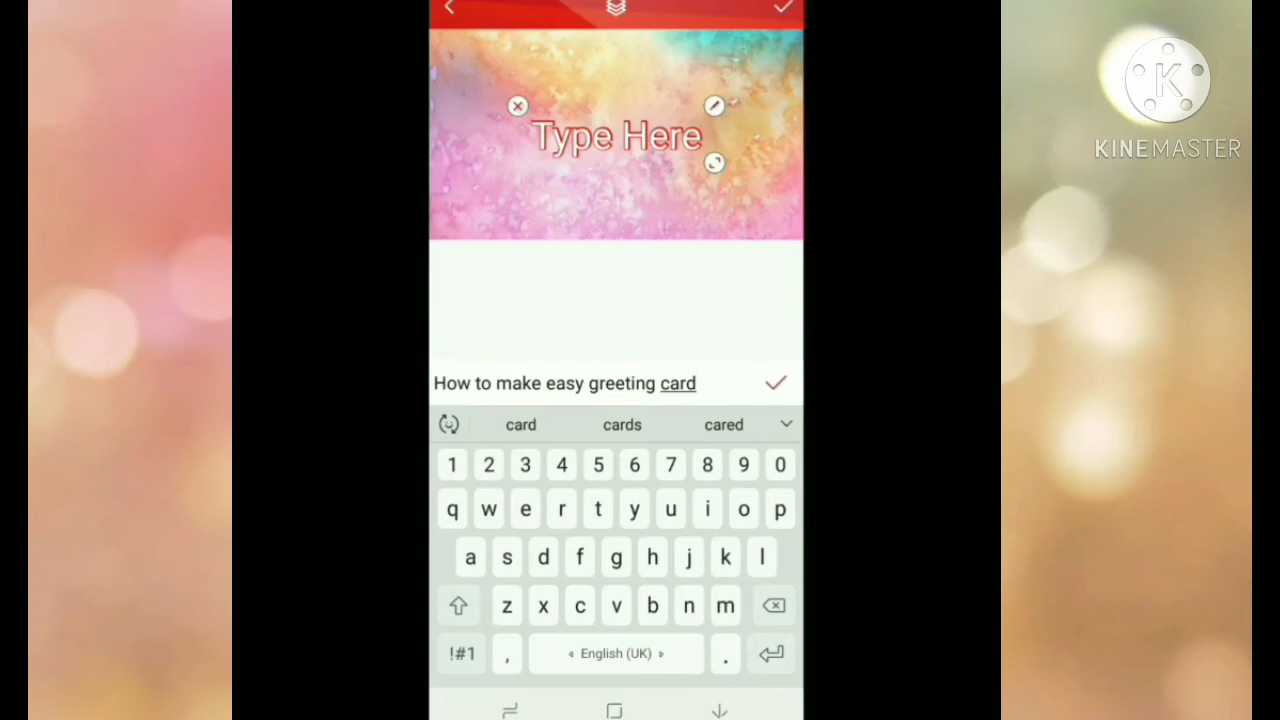 K
KINEMASTER
Type Here
How to make easy greeting card
card cards cared
1 2 3 4 5 6 7 8 9 0
q w e r t y u i o p
a s d f g h j k l
z x c v b n m
!#1 , English (UK) .